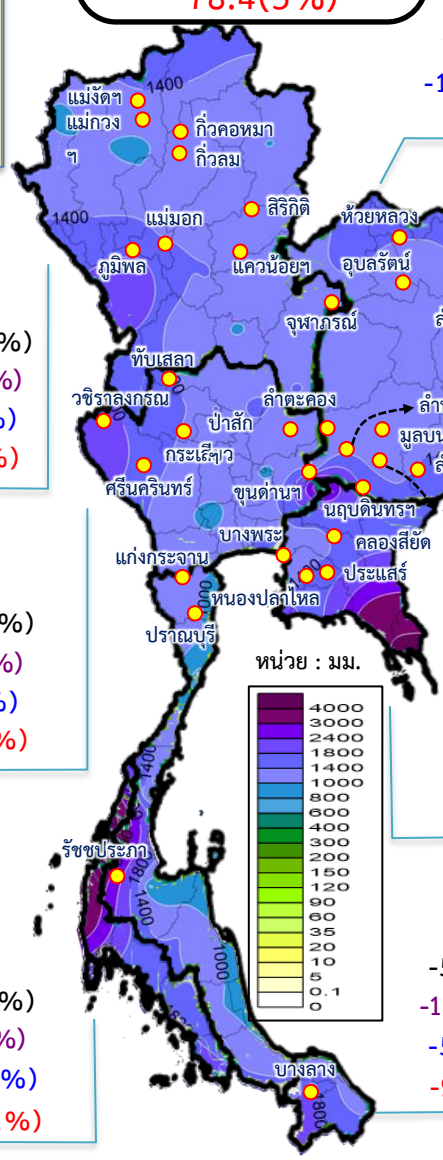 78.4(5%)
-1
1400
แม่งัดฯ
แม่กวง
ฯ
กิ่วคอหมา
กิ่วลม
สิริกิติ
ห้วยหลวง
1400
แม่มอก
ภูมิพล
แควน้อยฯ
อุบลรัตน์
จุฬาภรณ์
%)
%)
%)
%)
ทับเสลา
วชิราลงกรณ
ป่าสัก
ลำตะคอง
มูลบน
กระเสียว
ศรีนครินทร์
ขุนด่านฯ
นฤบดินทรฯ
บางพระ
คลองสียัด
แก่งกระจาน
ประแสร์
หนองปลาไหล
1000
ปราณบุรี
%)
%)
%)
%)
หน่วย : มม.
4000
3000
2400
1800
1400
1000
800
600
400
300
200
150
120
90
60
35
20
10
5
0.1
0
1400
รัชชประภา
1800
1400
1000
-5
-1
-5
-9
%)
%)
%)
%)
บางลาง
1800